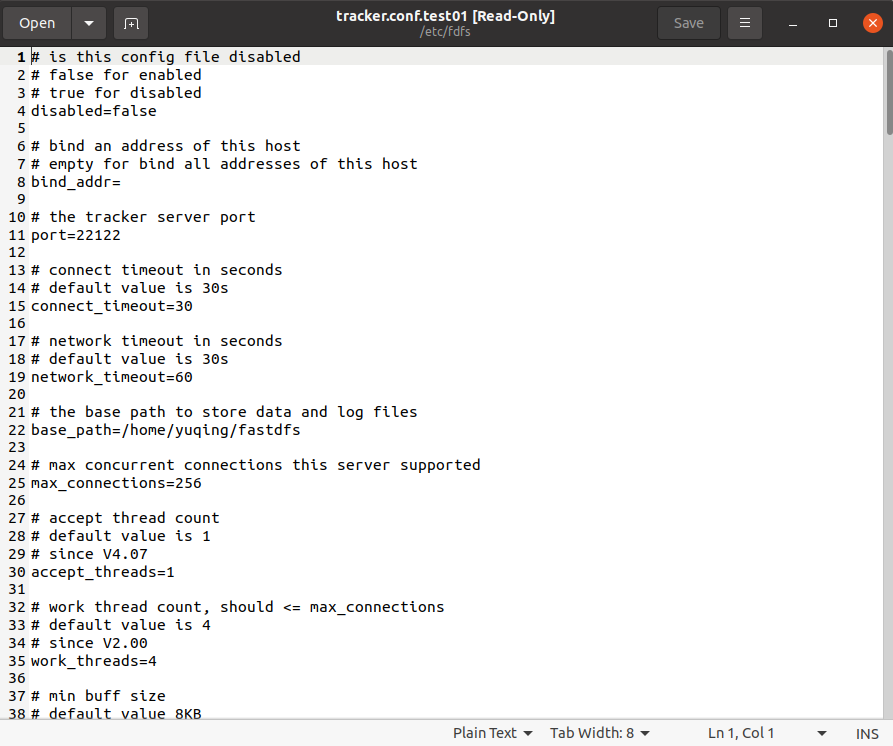 Open
tracker.conf.test01 [Read-Only]
/etc/fdfs
Save
1 # is this config file disabled
2 # false for enabled
3 # true for disabled
4 disabled=false
5
6 # bind an address of this host
7 # empty for bind all addresses of this host
8 bind_addr=
9
10 # the tracker server port
11 port=22122
12
13 # connect timeout in seconds
14 # default value is 30s
15 connect_timeout=30
16
17 # network timeout in seconds
18 # default value is 30s
19 network_timeout=60
20
21 # the base path to store data and log files
22 base_path=/home/yuqing/fastdfs
23
24 # max concurrent connections this server supported
25 max_connections=256
26
27 # accept thread count
28 # default value is 1
29 # since V4.07
30 accept_threads=1
31
32 # work thread count, should <= max_connections
33 # default value is 4
34 # since V2.00
35 work_threads=4
36
37 # min buff size
38 # default value 8KB
Plain Text Tab Width: 8 Ln 1, Col 1 INS